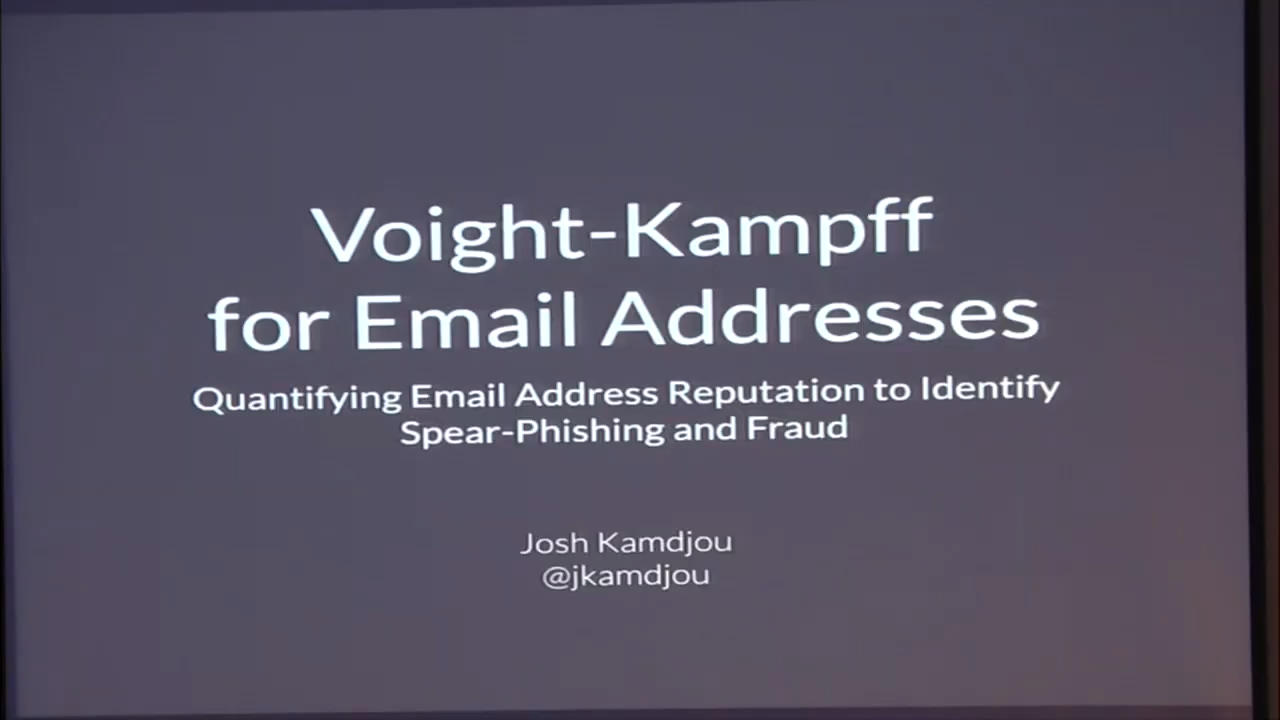 Voight-Kampff
for Email Addresses
Quantifying Email Address Reputation to Identify
Spear-Phishing and Fraud
Josh Kamdjou
@jkamdjou